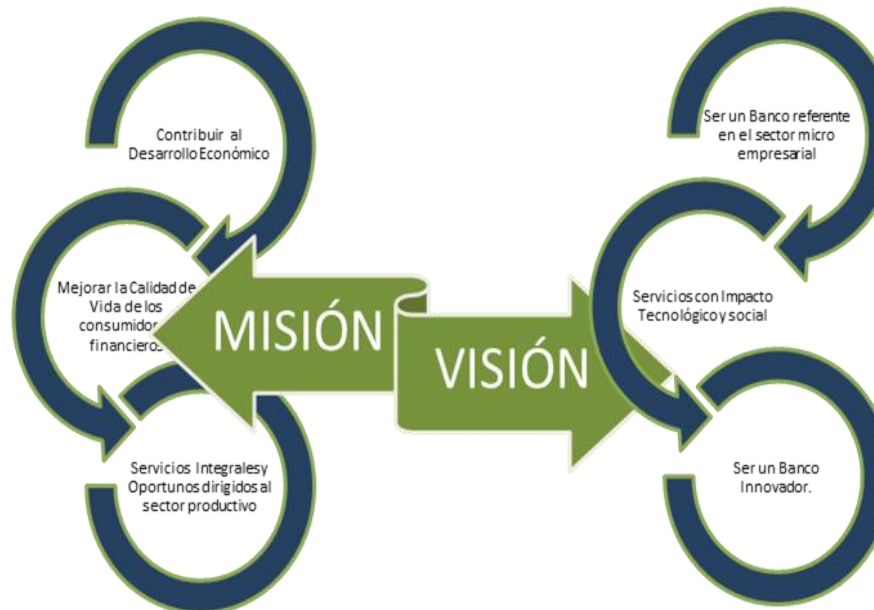 Contribuir al
Desarrollo Económico
Mejorar la Calidad de
Vida de los
consumido
financieros
Servicios Integrales y
Oportunos dirigidos al
sector productivo
MISIÓN
VISIÓN
Ser un Banco referente
en el sector micro
empresarial
Servicios con Impacto
Tecnológico y social
Ser un Banco
Innovador.